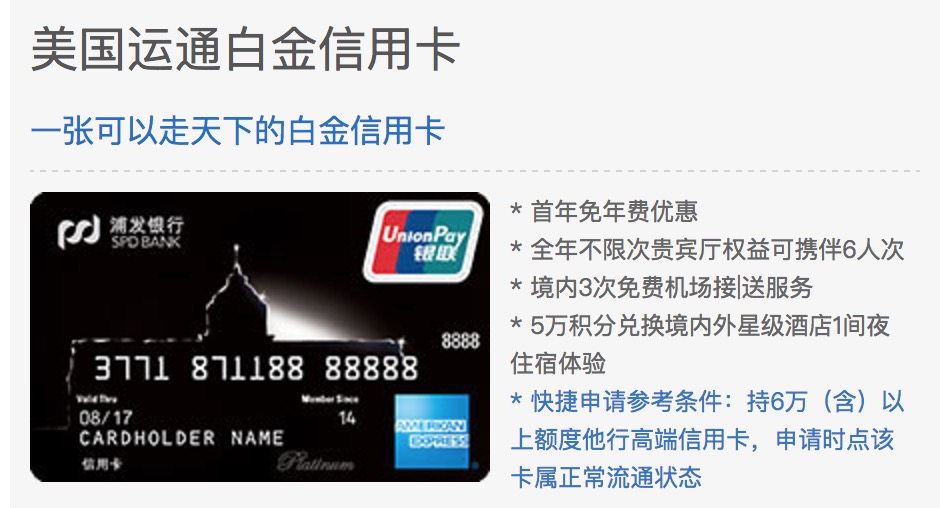 美国运通白金信用卡
一张可以走天下的白金信用卡
浦发银行
SPD BANK
UnionPay
银联
8888
3771 871188 88888
Valid Thru
Member Since
08/17
14
CARDHOLDER NAME
信用卡
Platinum
AMERICAN
EXPRESS
* 首年免年费优惠
* 全年不限次贵宾厅权益可携伴6人次
* 境内3次免费机场接|送服务
* 5万积分兑换境内外星级酒店1间夜
住宿体验
* 快捷申请参考条件：持6万（含）以
上额度他行高端信用卡，申请时点该
卡属正常流通状态